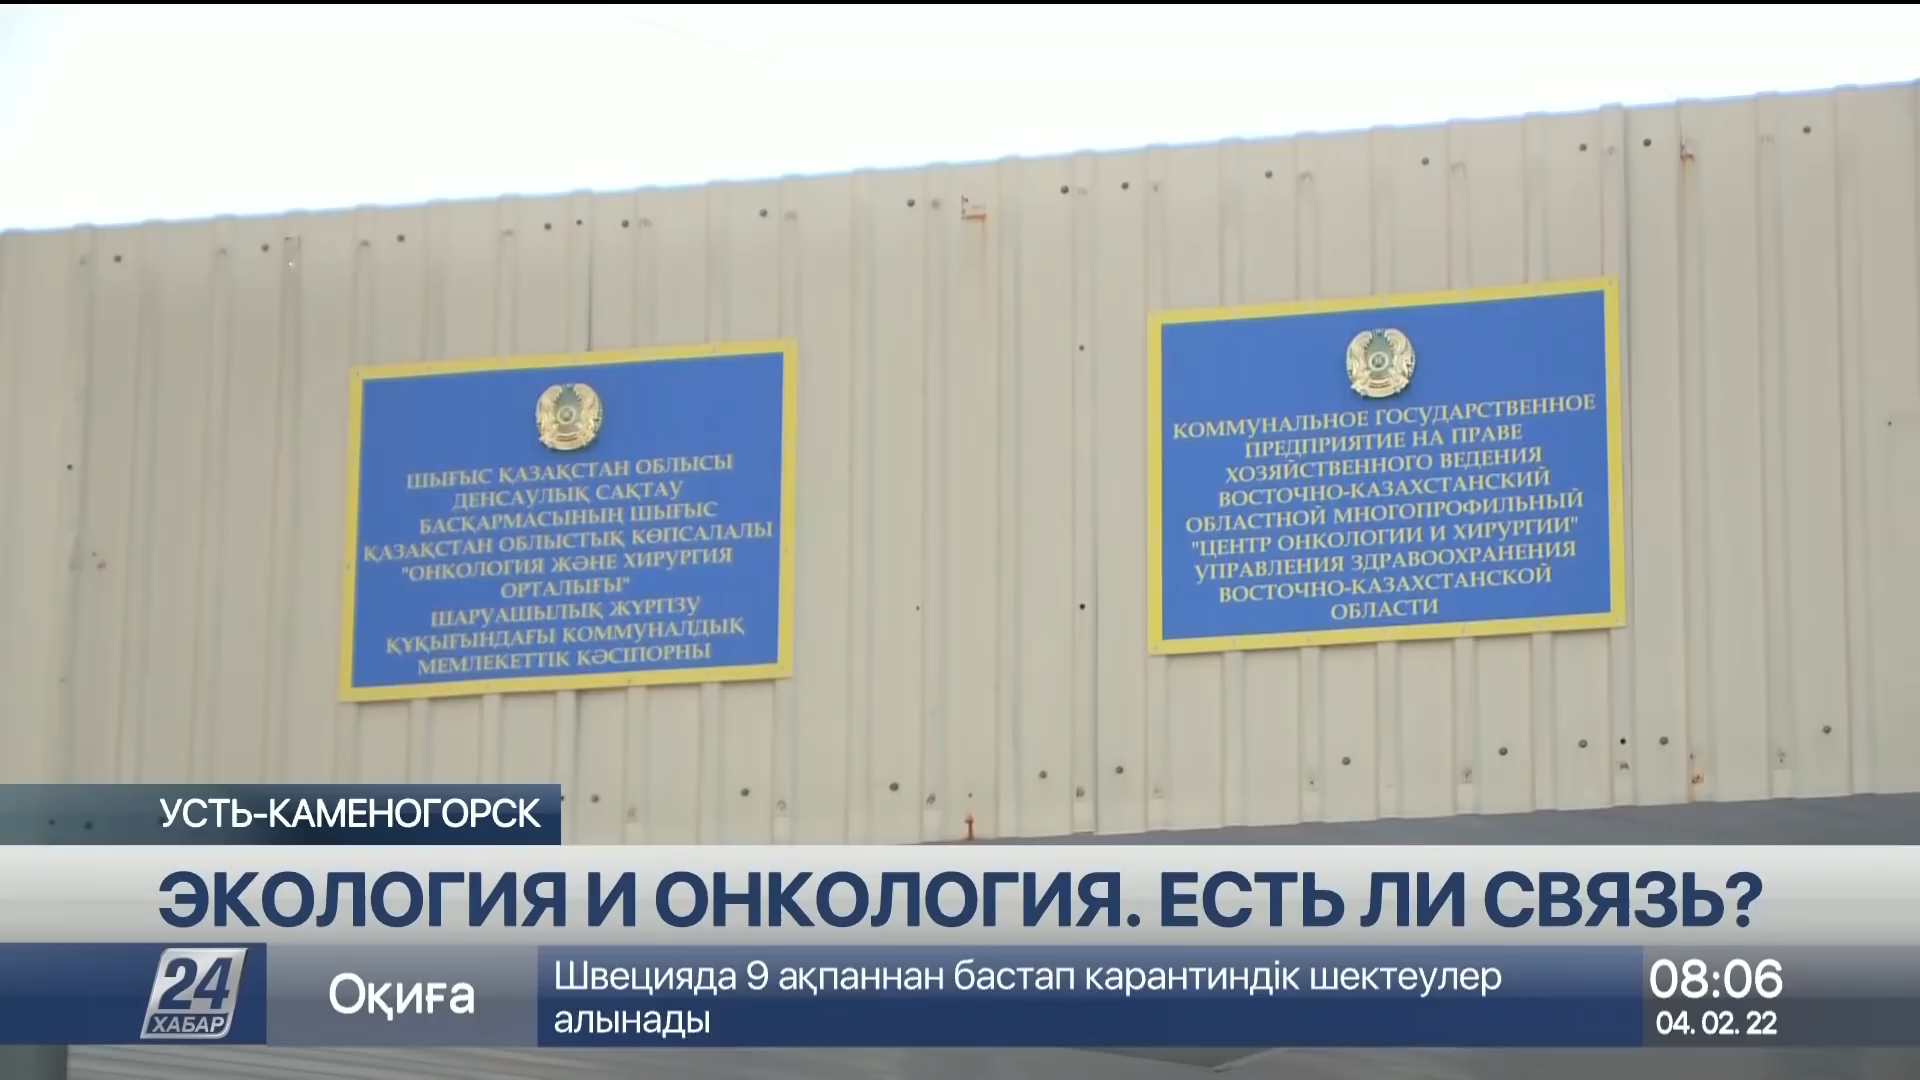 ШЫҒЫС ҚАЗАҚСТАН ОБЛЫСЫ
ДЕНСАУЛЫҚ САҚТАУ
БАСҚАРМАСЫНЫҢ ШЫҒЫС
ҚАЗАҚСТАН ОБЛЫСТЫҚ КӨПСАЛАЛЫ
"ОНКОЛОГИЯ ЖӘНЕ ХИРУРГИЯ
ОРТАЛЫҒЫ"
ШАРУАШЫЛЫҚ ЖҮРГІЗУ
ҚҰҚЫҒЫНДАҒЫ КОММУНАЛДЫҚ
МЕМЛЕКЕТТІК КӘСІПОРНЫ
КОММУНАЛЬНОЕ ГОСУДАРСТВЕННОЕ
ПРЕДПРИЯТИЕ НА ПРАВЕ
ХОЗЯЙСТВЕННОГО ВЕДЕНИЯ
ВОСТОЧНО-КАЗАХСТАНСКИЙ
ОБЛАСТНОЙ МНОГОПРОФИЛЬНЫЙ
"ЦЕНТР ОНКОЛОГИИ И ХИРУРГИИ"
УПРАВЛЕНИЯ ЗДРАВООХРАНЕНИЯ
ВОСТОЧНО-КАЗАХСТАНСКОЙ
ОБЛАСТИ
УСТЬ-КАМЕНОГОРСК
ЭКОЛОГИЯ И ОНКОЛОГИЯ. ЕСТЬ ЛИ СВЯЗЬ?
24
ХАБАР
Оқиға
Швецияда 9 ақпаннан бастап карантиндік шектеулер
алынады
08:06
04. 02. 22